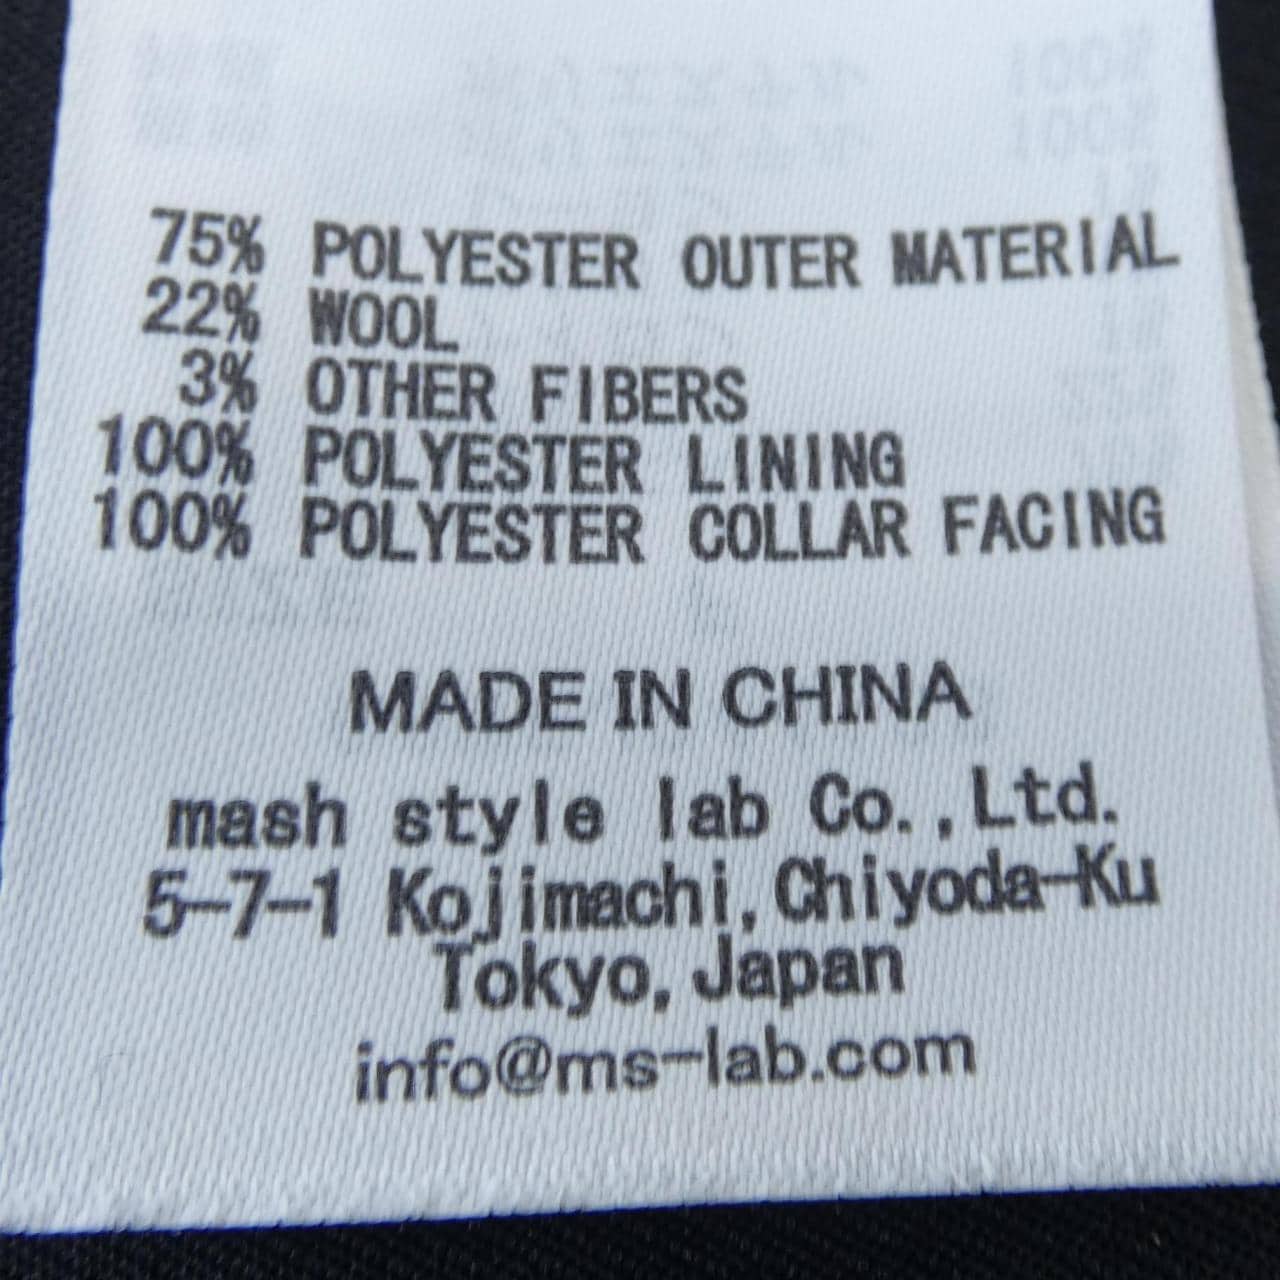 75% POLYESTER OUTER MATERIAL
22% WOOL
3% OTHER FIBERS
100% POLYESTER LINING
100% POLYESTER COLLAR FACING
MADE IN CHINA
mash style lab Co.,Ltd.
5-7-1 Kojimachi,Chiyoda-Ku
Tokyo,Japan
info@ms-lab.com